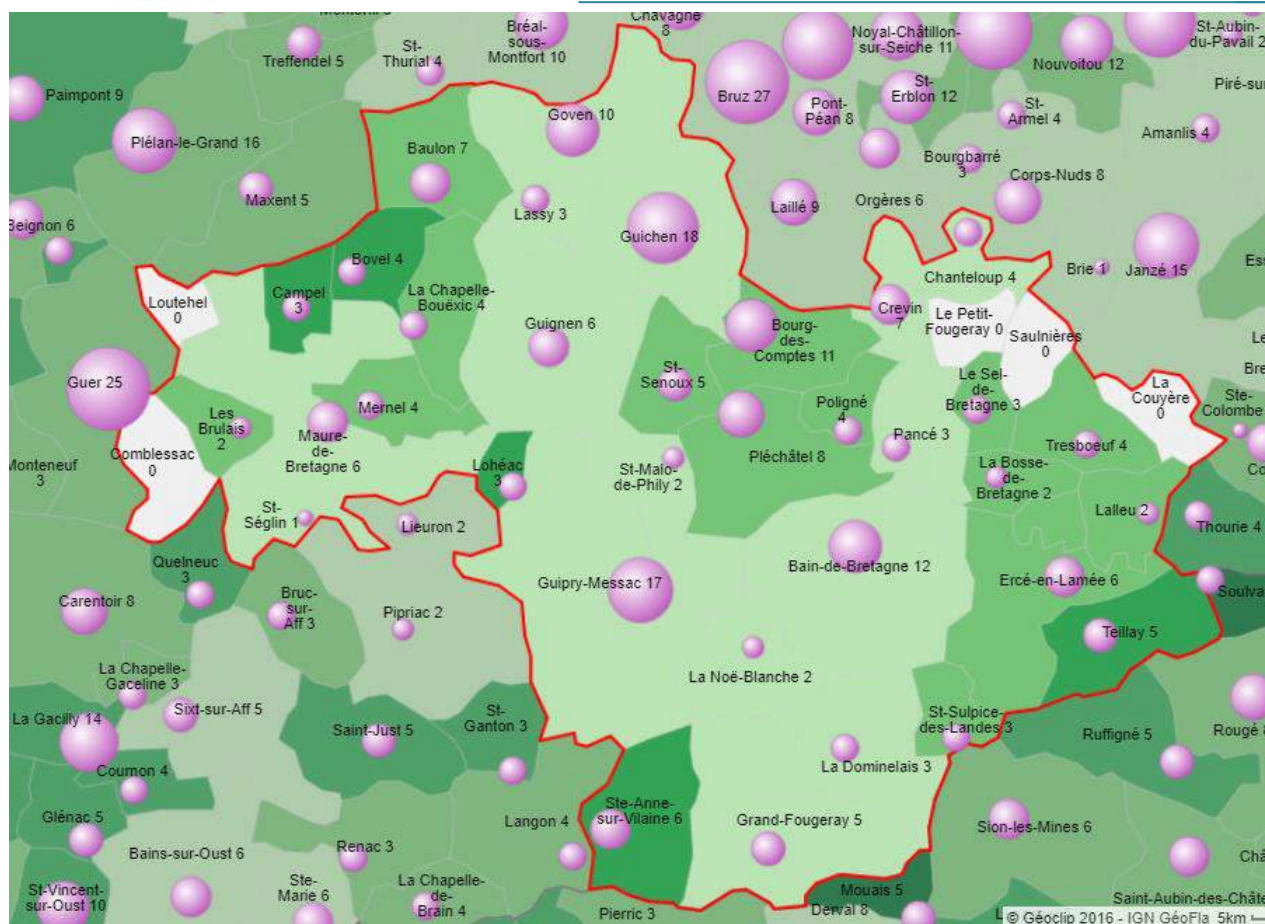 Bréal-
sous-
Montfort 10
Chavagne
8
Noyal-Châtillon
sur-Seiche 11
St-Aubin-
du-Pavail 2
Treffendel 5
St-
Thurial 4
Nouvoitou 12
Paimpont 9
Bruz 27
St-
Erblon 12
Piré-sur
Goven 10
Pont-
Péan 8
St-
Armel 4
Amanlis 4
Plélan-le-Grand 16
Baulon 7
Bourgbarré
3
Corps-Nuds 8
Maxent 5
Lassy 3
Laillé 9
Orgères 6
Beignon 6
Guichen 18
Bovel 4
Brie 1
Janzé 15
Ess
Loutehel
0
Campel
3
La Chapelle-
Bouëxic 4
Chanteloup 4
Crevin
7
Le Petit-
Fougeray 0
Saulnières
0
Guignen 6
Bourg-
des-
Comptes 11
Le
Bre
Guer 25
St-
Senoux 5
Le Sel-
de-
Bretagne 3
La
Couyère
0
Ste-
Colombe
Les
Brulais
2
Mernel 4
Maure-
de-
Bretagne 6
Poligné
4
Pancé 3
Tresboeuf 4
Co
Monteneuf
3
Comblessac
0
Lohéac
3
St-Malo-
de-Phily 2
Pléchâtel 8
La Bosse-
de-
Bretagne 2
St-
Séglin 1
Lieuron 2
Lalleu 2
Thourie 4
Quelneuc
3
Guipry-Messac 17
Bain-de-Bretagne 12
Ercé-en-Lamée 6
Soulva
Carentoir 8
Bruc-
sur-
Aff 3
Pipriac 2
Teillay 5
La Chapelle-
Gaceline 3
La Noë-Blanche 2
La Gacilly 14
Sixt-sur-Aff 5
Saint-Just 5
St-
Ganton 3
St-Sulpice-
des-Landes 3
Ruffigné 5
Rougé 8
Cournon 4
La Dominelais 3
Glénac 5
Langon 4
Ste-Anne-
sur-Vilaine 6
Grand-Fougeray 5
Sion-les-Mines 6
Bains-sur-Oust 6
Renac 3
Châ
St-Vincent
-sur-Oust 10
Ste-
Marie 6
La Chapelle-
de-
Brain 4
Mouais 5
Saint-Aubin-des-Châte
Pierric 3
Derval 8
© Géoclip 2016 - IGN GéoFla 5km